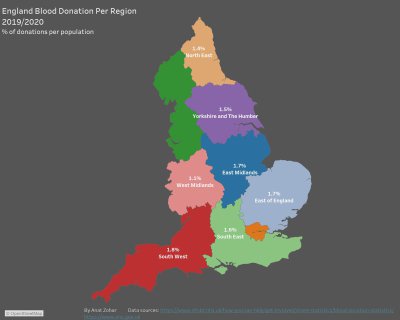 England Blood Donation Per Region
2019/2020
% of donations per population
1.4%
North East
1.5%
Yorkshire and The Humber
1.7%
East Midlands
1.1%
West Midlands
1.7%
East of England
1.6%
South East
1.8%
South West
By Anat Zohar Data sources:
© OpenStreetMap